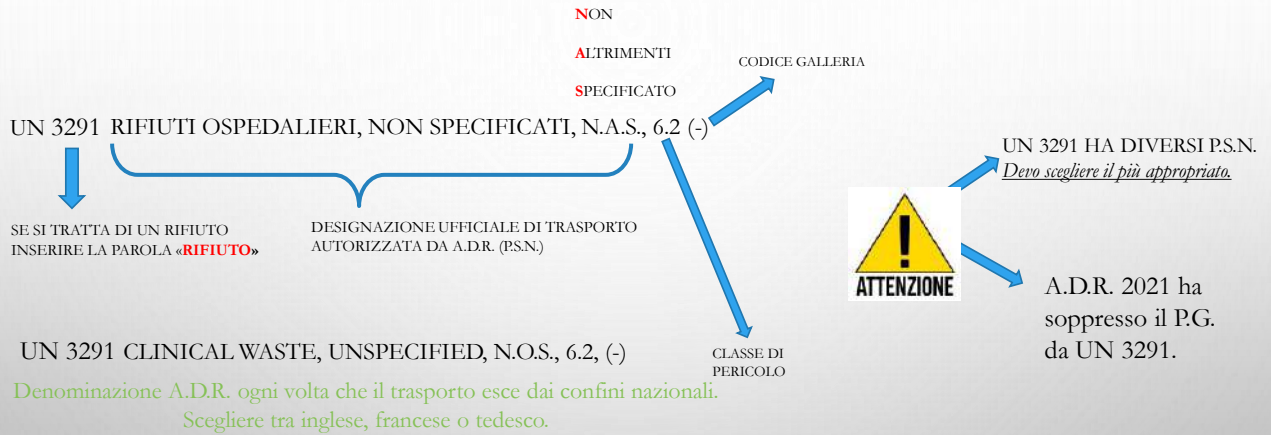 NON
ALTRIMENTI
SPECIFICATO
CODICE GALLERIA
UN 3291 RIFIUTI OSPEDALIERI, NON SPECIFICATI, N.A.S., 6.2 (-)
SE SI TRATTA DI UN RIFIUTO
INSERIRE LA PAROLA «RIFIUTO»
DESIGNAZIONE UFFICIALE DI TRASPORTO
AUTORIZZATA DA A.D.R. (P.S.N.)
UN 3291 CLINICAL WASTE, UNSPECIFIED, N.O.S., 6.2, (-)
CLASSE DI
PERICOLO
Denominazione A.D.R. ogni volta che il trasporto esce dai confini nazionali.
Scegliere tra inglese, francese o tedesco.
UN 3291 HA DIVERSI P.S.N.
Devo scegliere il più appropriato.
!
ATTENZIONE
A.D.R. 2021 ha
soppresso il P.G.
da UN 3291.